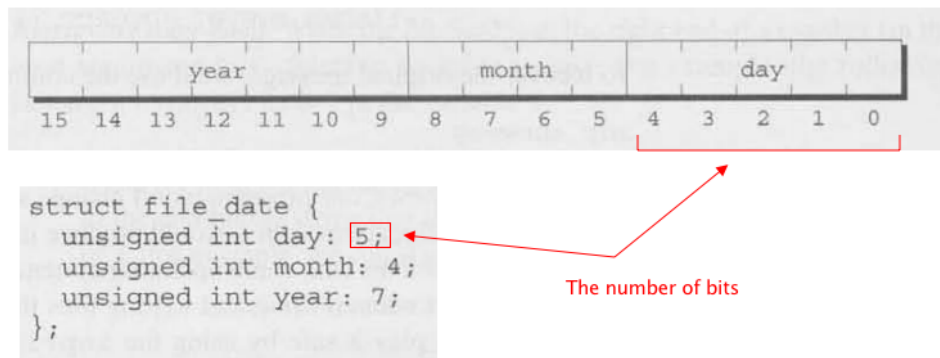 year month day
15 14 13 12 11 10 9 8 7 6 5 4 3 2 1 0
struct file_date {
unsigned int day: 5;
unsigned int month: 4;
unsigned int year: 7;
};
The number of bits